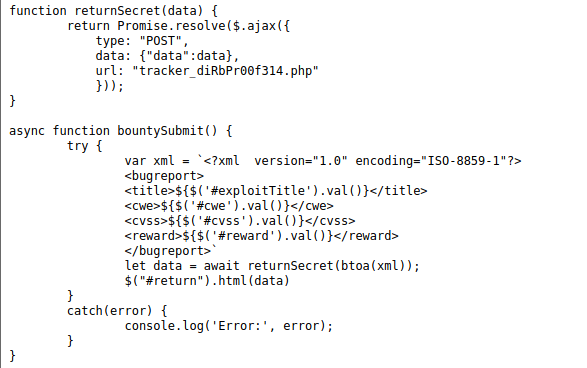 function returnSecret(data) {
return Promise.resolve($.ajax({
type: "POST",
data: {"data":data},
url: "tracker_diRbPr00f314.php"
}));
}
async function bountySubmit() {
try {
var xml = `<?xml  version="1.0" encoding="ISO-8859-1"?>
<bugreport>
<title>${$('#exploitTitle').val()}</title>
<cwe>${$('#cwe').val()}</cwe>
<cvss>${$('#cvss').val()}</cvss>
<reward>${$('#reward').val()}</reward>
</bugreport>`
let data = await returnSecret(btoa(xml));
$("#return").html(data)
}
catch(error) {
console.log('Error:', error);
}
}